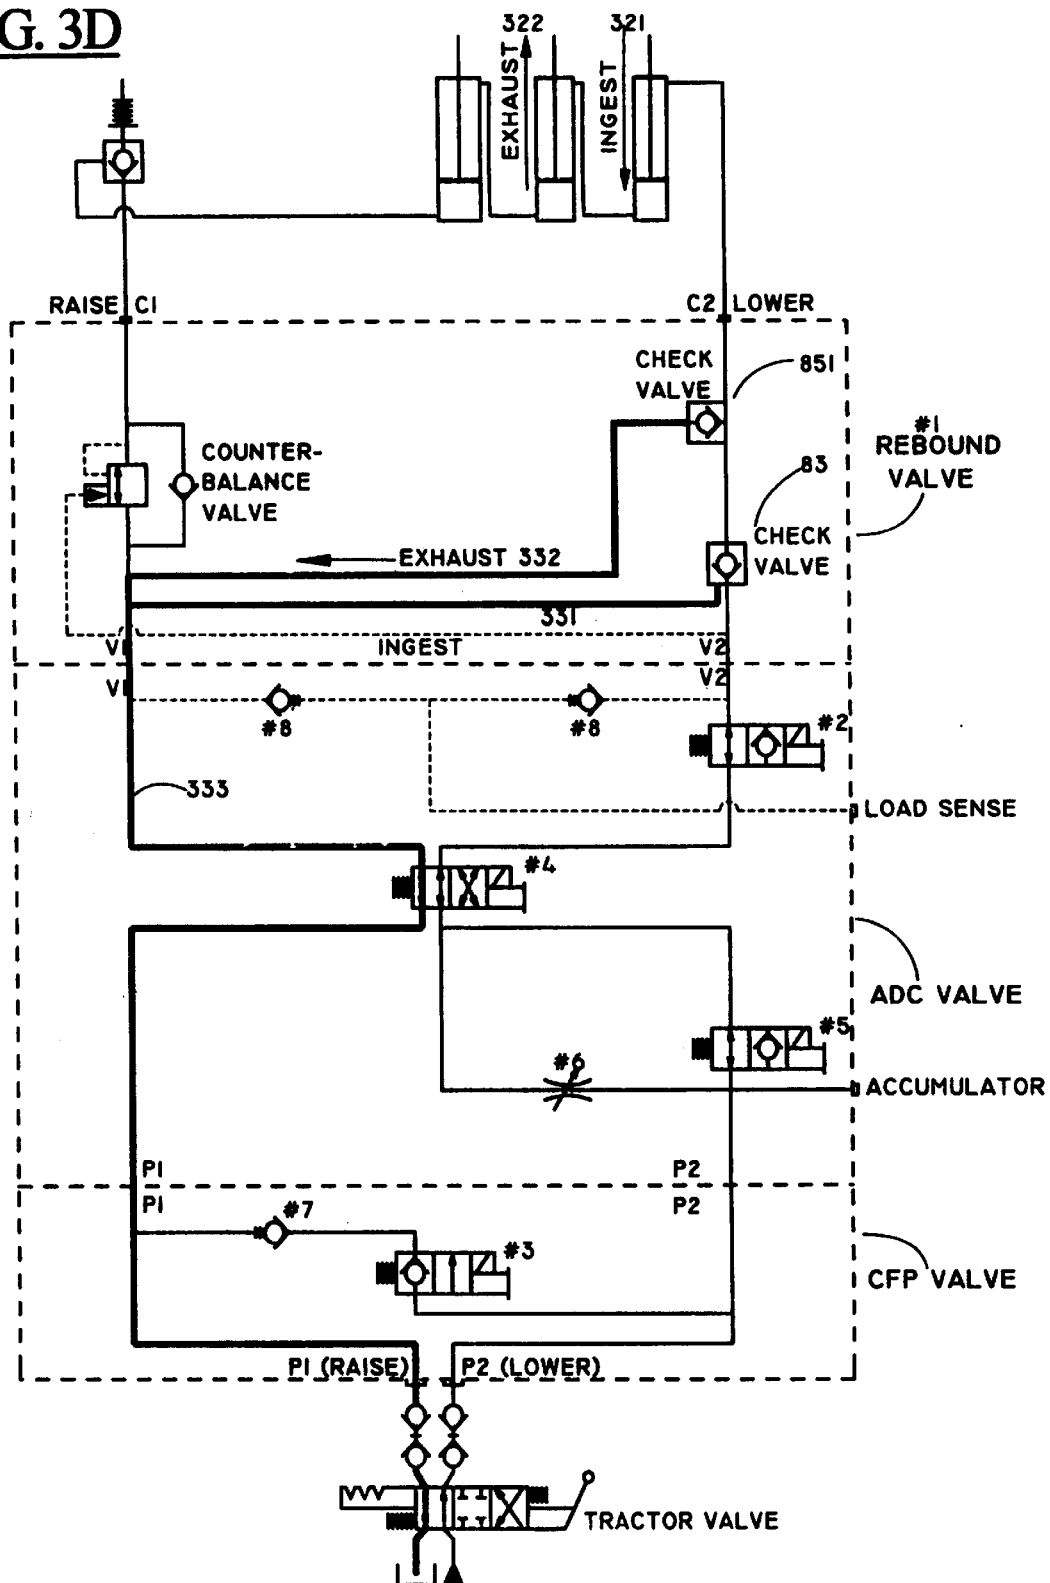 G. 3D
322
321
EXHAUST
INGEST
RAISE C1
C2 LOWER
CHECK
VALVE
851
#1
REBOUND
VALVE
COUNTER-
BALANCE
VALVE
83
CHECK
VALVE
EXHAUST 332
331
V1
INGEST
V2
V1
V2
#8
#8
#2
333
LOAD SENSE
#4
ADC VALVE
#5
#6
ACCUMULATOR
P1
P2
P1
P2
#7
#3
CFP VALVE
P1 (RAISE)
P2 (LOWER)
TRACTOR VALVE